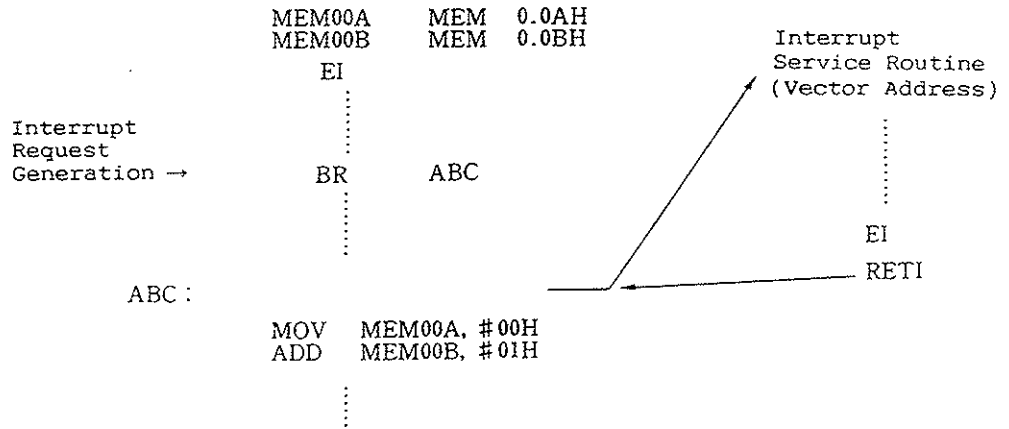 MEM00A MEM 0.0AH
MEM00B MEM 0.0BH
EI
Interrupt
Request
Generation →
BR ABC
Interrupt
Service Routine
(Vector Address)
EI
RETI
ABC :
MOV MEM00A, #00H
ADD MEM00B, #01H